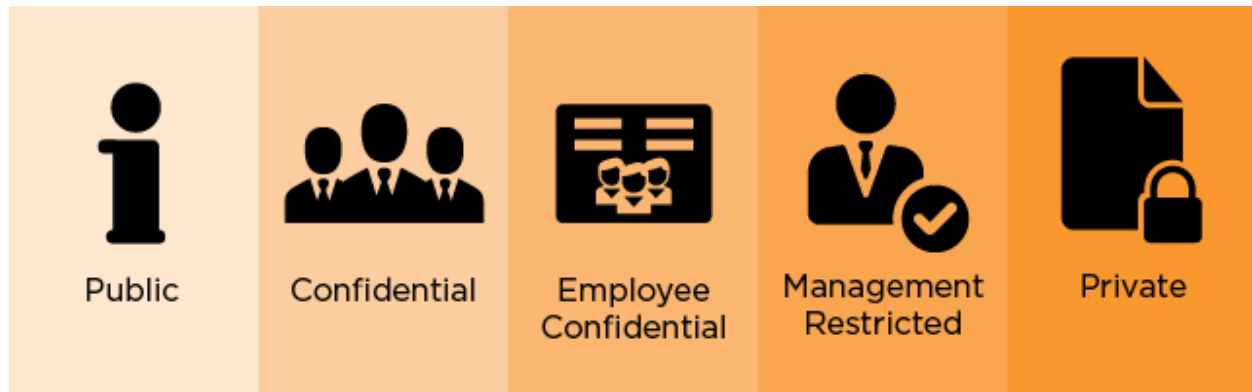 Public
Confidential
Employee
Confidential
Management
Restricted
Private